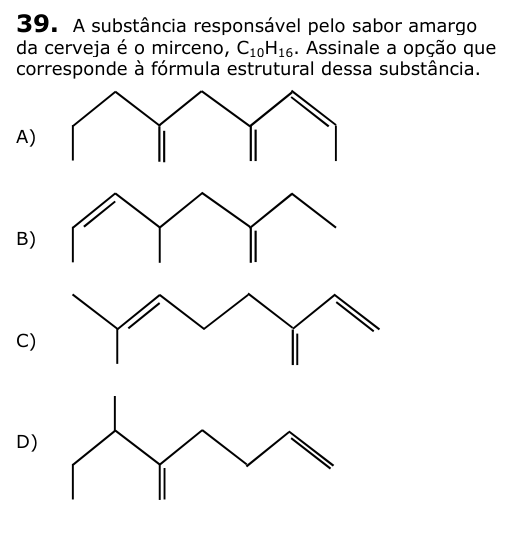 39. A substância responsável pelo sabor amargo
da cerveja é o mirceno, C₁₀H₁₆. Assinale a opção que
corresponde à fórmula estrutural dessa substância.
A)
B)
C)
D)